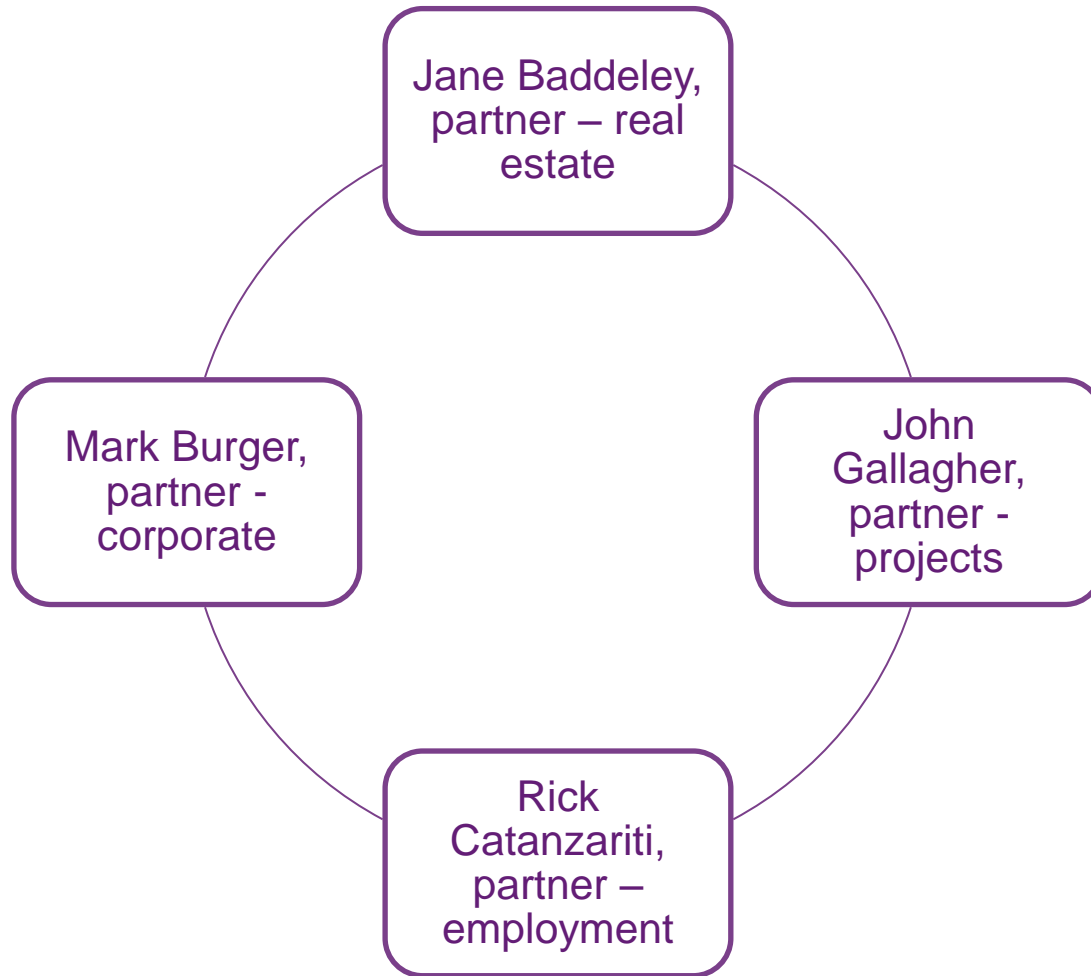 Jane Baddeley,
partner – real
estate
Mark Burger,
partner -
corporate
John
Gallagher,
partner -
projects
Rick
Catanzariti,
partner –
employment